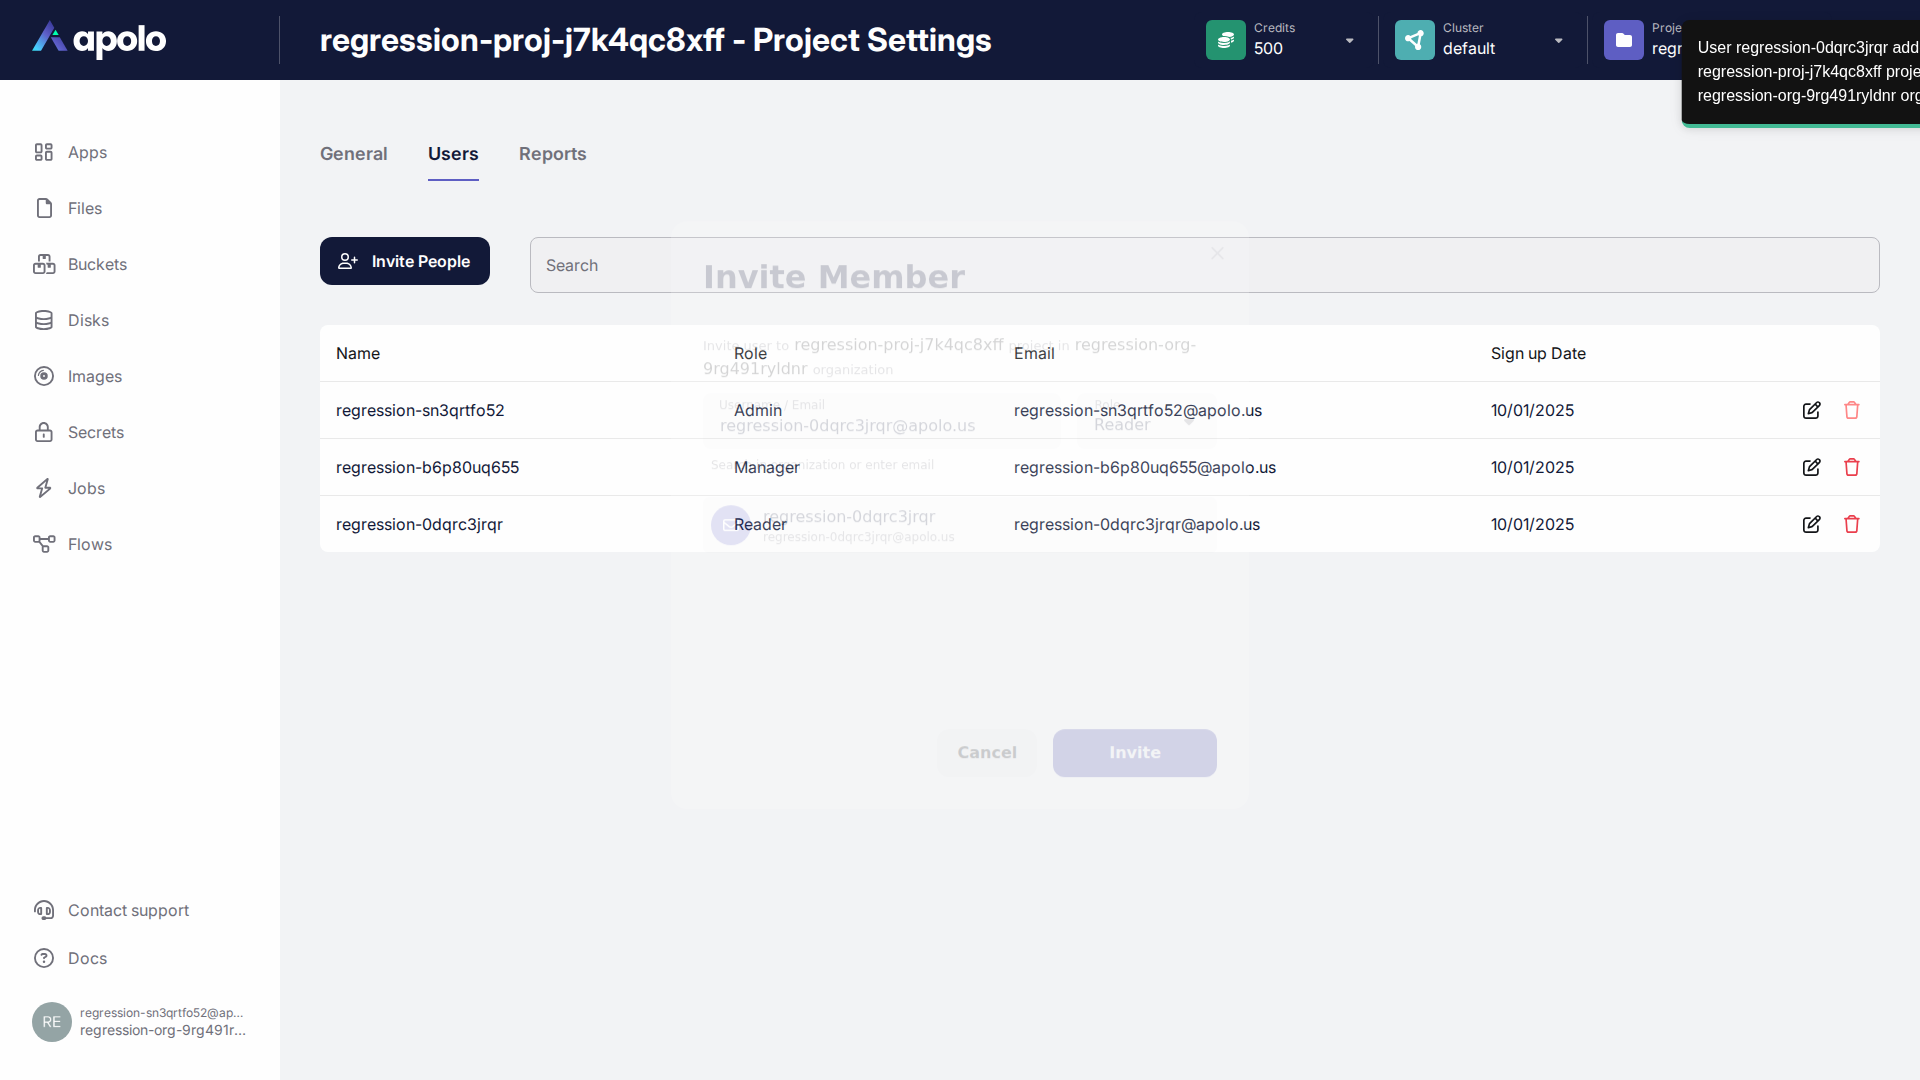 apolo
regression-proj-j7k4qc8xff - Project Settings
Credits
500
Cluster
default
Proje
regr
User regression-0dqrc3jrqr add
regression-proj-j7k4qc8xff proje
regression-org-9rg491ryldnr org
Apps
Files
Buckets
Disks
Images
Secrets
Jobs
Flows
Contact support
Docs
RE
regression-sn3qrtfo52@ap...
regression-org-9rg491r...
General
Users
Reports
Invite People
Search
Name
Role
Email
Sign up Date
regression-sn3qrtfo52
Admin
regression-sn3qrtfo52@apolo.us
10/01/2025
regression-b6p80uq655
Manager
regression-b6p80uq655@apolo.us
10/01/2025
regression-0dqrc3jrqr
Reader
regression-0dqrc3jrqr@apolo.us
10/01/2025
Invite Member
Invite user to regression-proj-j7k4qc8xff project in regression-org-
9rg491ryldnr organization
Username / Email
regression-0dqrc3jrqr@apolo.us
Role
Reader
organization or enter email
regression-0dqrc3jrqr
regression-0dqrc3jrqr@apolo.us
Cancel
Invite